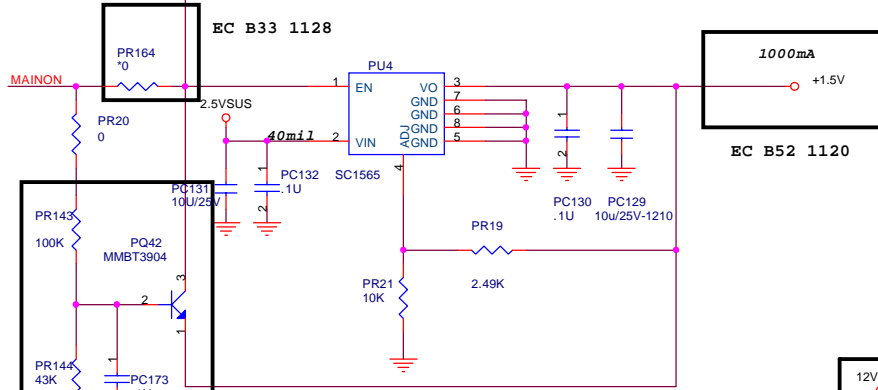 EC B33 1128
PR164
*0
MAINON
PR20
0
2.5VSUS
40mil
PU4
1
EN
VO
3
GND
7
GND
6
GND
8
2
VIN
GND
5
ADJ
4
SC1565
1000mA
+1.5V
EC B52 1120
PC131
10U/25V
1
2
PC132
.1U
1
2
PC130
.1U
PC129
10u/25V-1210
PR19
2.49K
PR21
10K
PR143
100K
PQ42
MMBT3904
3
2
1
PR144
43K
1
PC173
12V